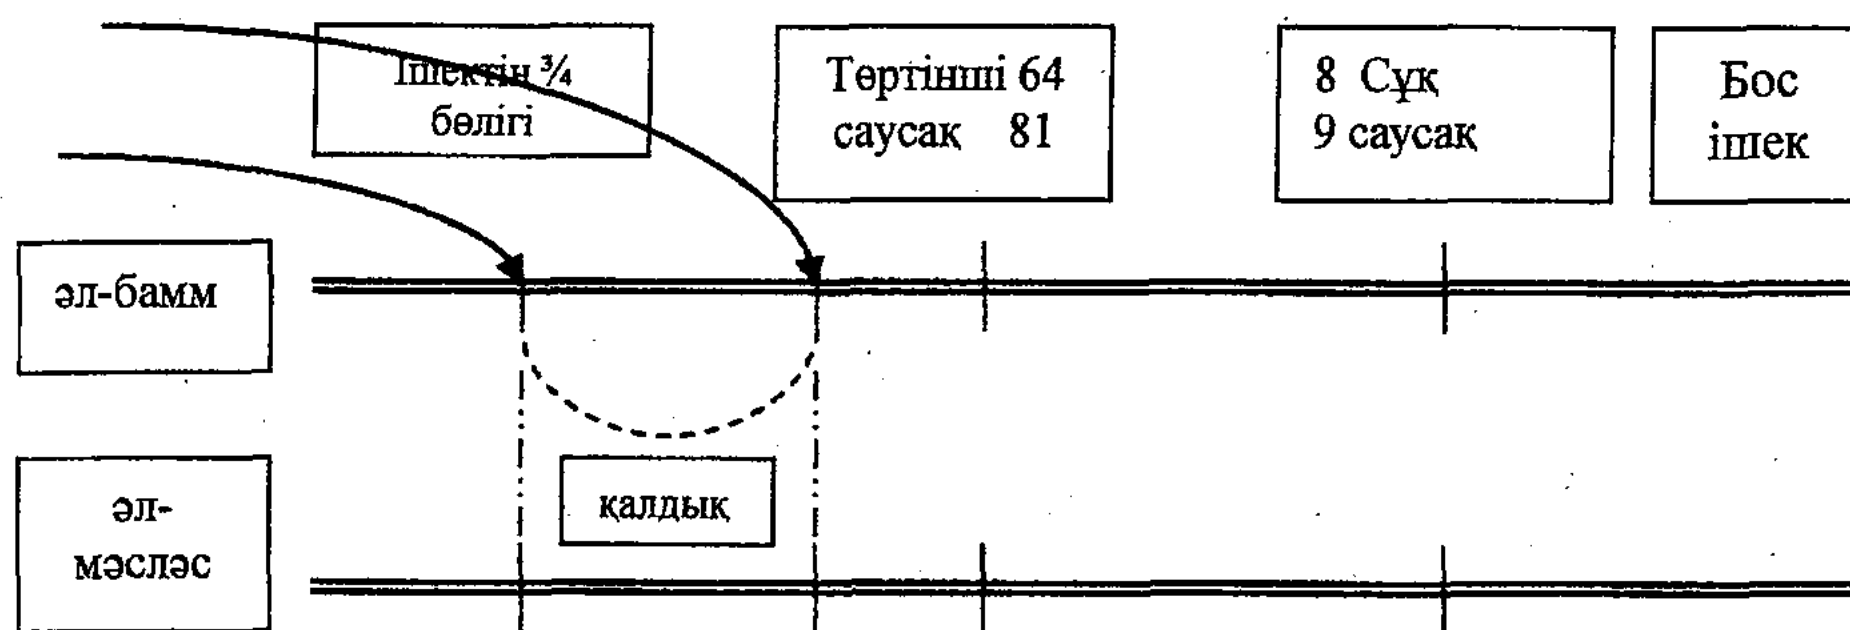 Ішектің ¾
бөлігі
Төртінші 64
саусақ 81
8 Сұқ
9 саусақ
Бос
ішек
әл-бамм
әл-
мәсләс
қалдық